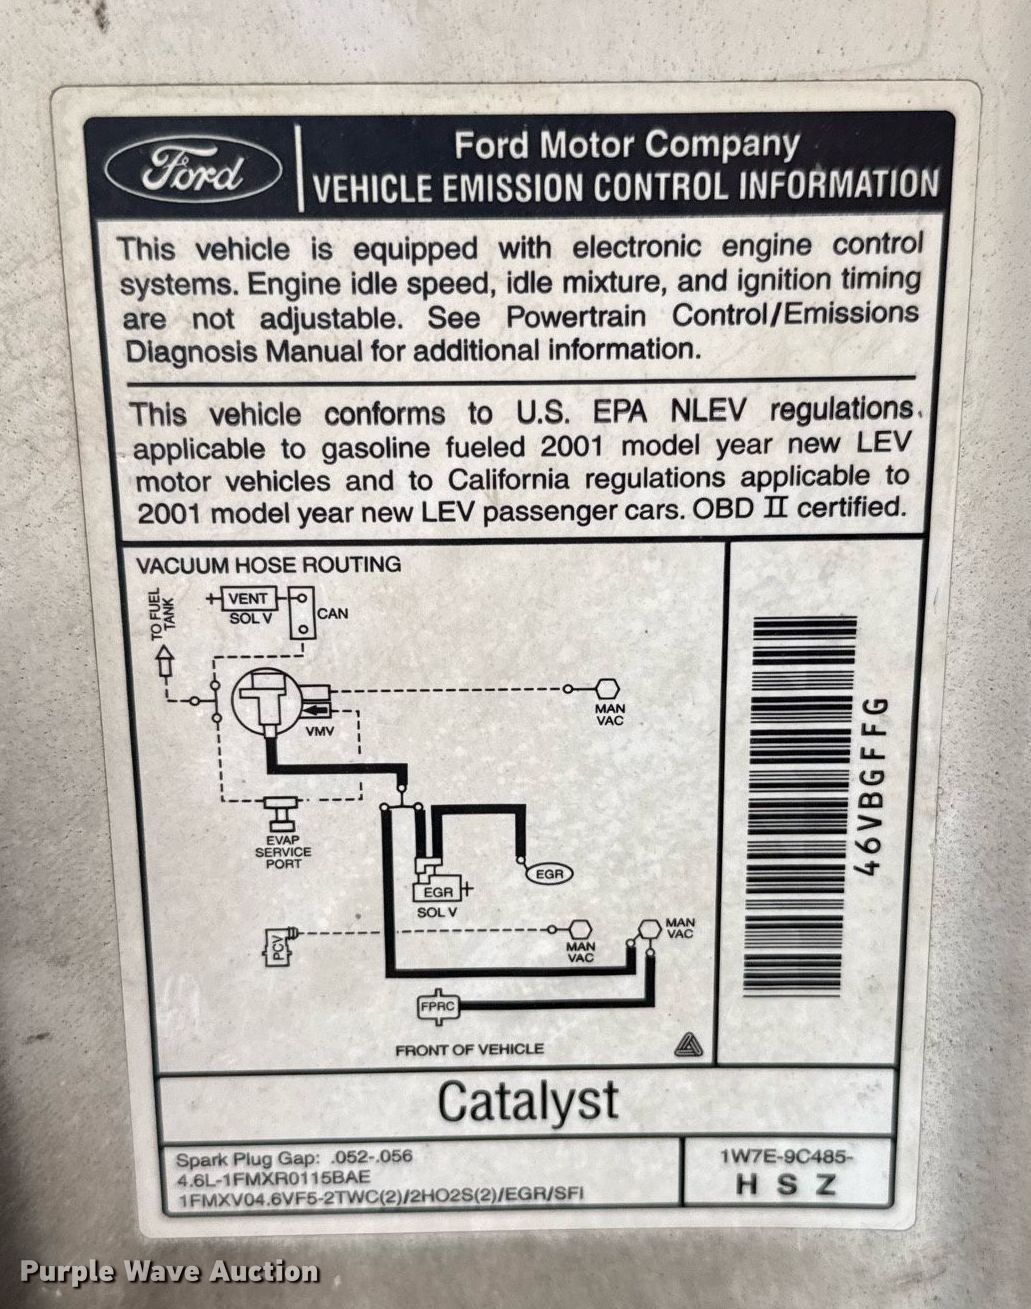 Ford
Ford Motor Company
VEHICLE EMISSION CONTROL INFORMATION
This vehicle is equipped with electronic engine control
systems. Engine idle speed, idle mixture, and ignition timing
are not adjustable. See Powertrain Control/Emissions
Diagnosis Manual for additional information.
This vehicle conforms to U.S. EPA NLEV regulations
applicable to gasoline fueled 2001 model year new LEV
motor vehicles and to California regulations applicable to
2001 model year new LEV passenger cars. OBD II certified.
VACUUM HOSE ROUTING
TO FUEL
TANK
VENT
SOL V
CAN
VMV
MAN
VAC
EVAP
SERVICE
PORT
EGR
SOL V
EGR
PCV
MAN
VAC
MAN
VAC
FPRC
FRONT OF VEHICLE
46VBGFFG
Catalyst
Spark Plug Gap: .052-.056
4.6L-1FMXR0115BAE
1FMXV04.6VF5-2TWC(2)/2HO2S(2)/EGR/SFI
1W7E-9C485-
H S Z
Purple Wave Auction